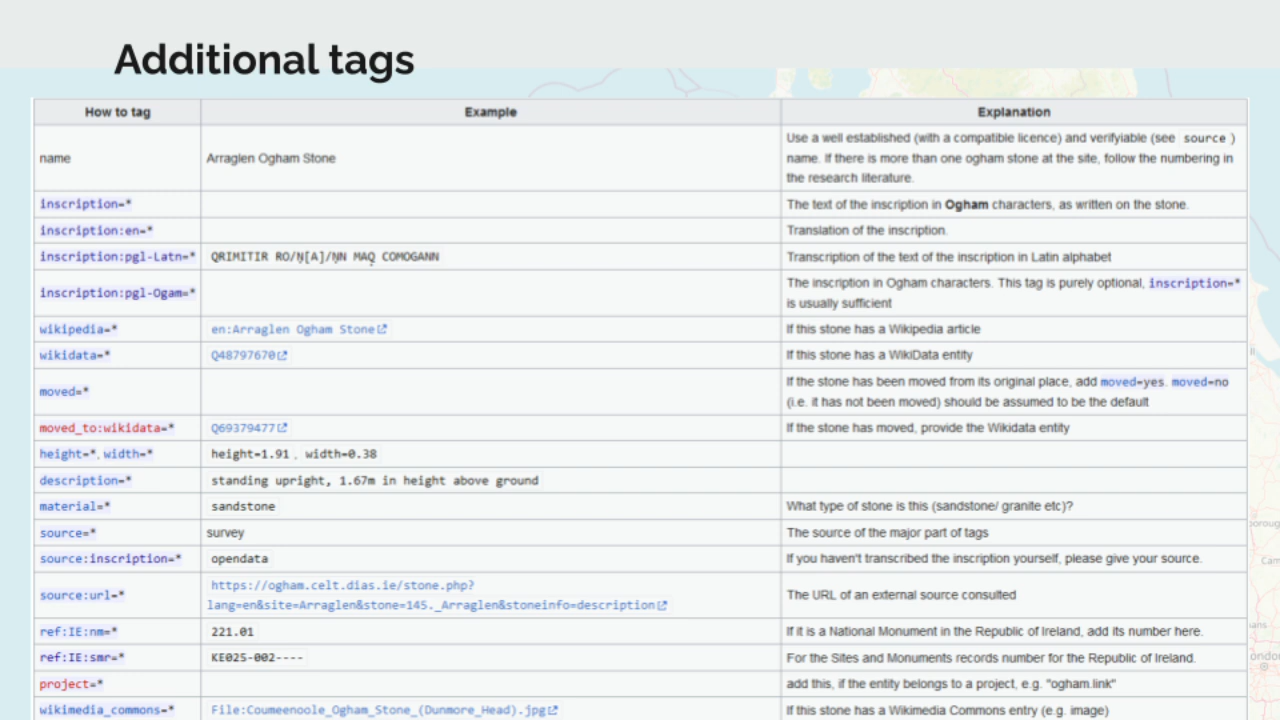 Additional tags
How to tag Example Explanation
name Arraglen Ogham Stone Use a well established (with a compatible licence) and verifyiable (see source ) name. If there is more than one ogham stone at the site, follow the numbering in the research literature.
inscription=* The text of the inscription in Ogham characters, as written on the stone.
inscription:en=* Translation of the inscription.
inscription:pgl-Latn=* QRIMITIR RO/Ṇ[A]/ṆN MAQ̣ COMOGANN Transcription of the text of the inscription in Latin alphabet
inscription:pgl-Ogam=* The inscription in Ogham characters. This tag is purely optional, inscription=* is usually sufficient
wikipedia=* en:Arraglen Ogham Stone If this stone has a Wikipedia article
wikidata=* Q48797670 If this stone has a WikiData entity
moved=* If the stone has been moved from its original place, add moved=yes. moved=no (i.e. it has not been moved) should be assumed to be the default
moved_to:wikidata=* Q69379477 If the stone has moved, provide the Wikidata entity
height=*, width=* height=1.91 , width=0.38
description=* standing upright, 1.67m in height above ground
material=* sandstone What type of stone is this (sandstone/ granite etc)?
source=* survey The source of the major part of tags
source:inscription=* opendata If you haven't transcribed the inscription yourself, please give your source.
source:url=* https://ogham.celt.dias.ie/stone.php?lang=en&site=Arraglen&stone=145._Arraglen&stoneinfo=description The URL of an external source consulted
ref:IE:nm=* 221.01 If it is a National Monument in the Republic of Ireland, add its number here.
ref:IE:smr=* KE025-002---- For the Sites and Monuments records number for the Republic of Ireland.
project=* add this, if the entity belongs to a project, e.g. "ogham.link"
wikimedia_commons=* File:Coumeenoole_Ogham_Stone_(Dunmore_Head).jpg If this stone has a Wikimedia Commons entry (e.g. image)